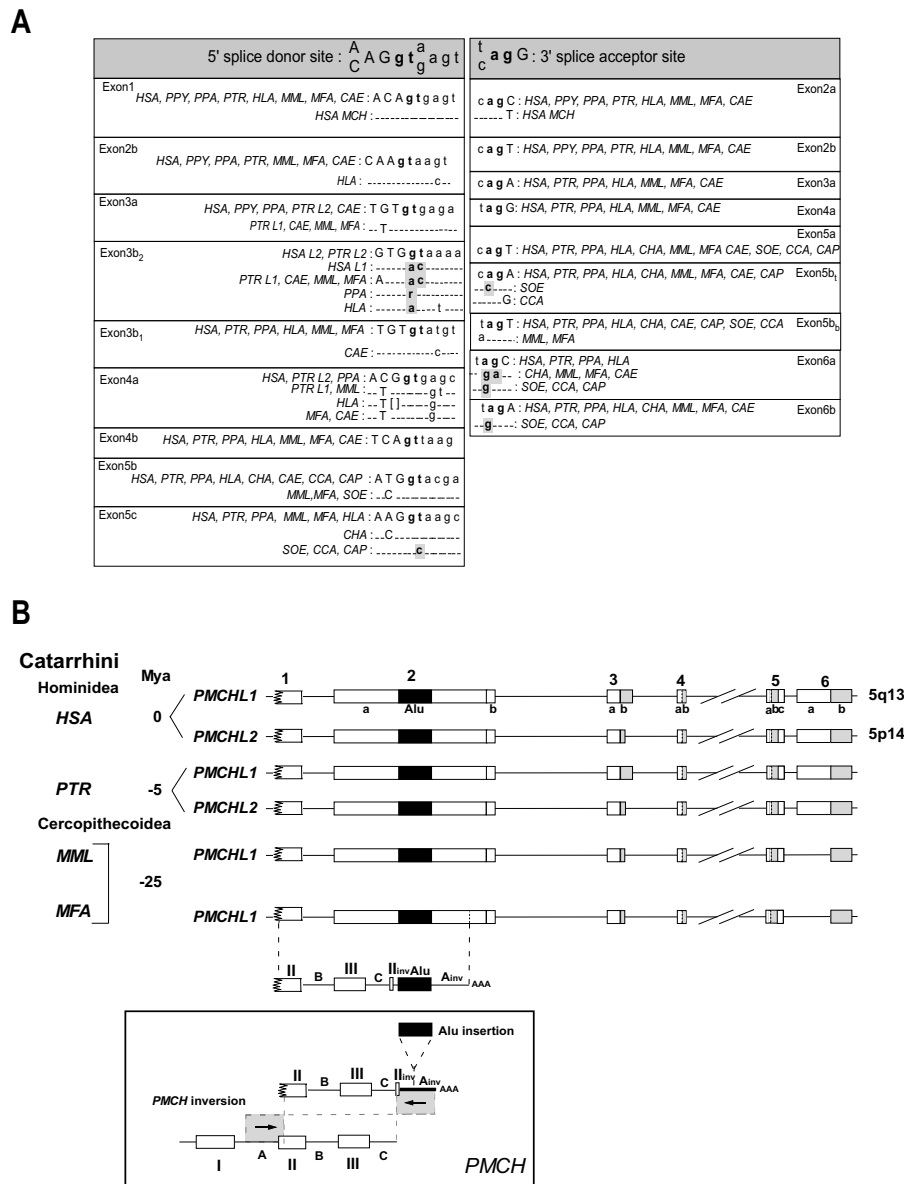 A
5' splice donor site : A/C A G g t a/g a g t
t/c a g G : 3' splice acceptor site
Exon1
HSA, PPY, PPA, PTR, HLA, MML, MFA, CAE : A C A g t g a g t
HSA MCH : --------------------
Exon2b
HSA, PPY, PPA, PTR, MML, MFA, CAE : C A A g t a a g t
HLA : -------------- c --
Exon3a
HSA, PPY, PPA, PTR L2, CAE : T G T g t g a g a
PTR L1, CAE, MML, MFA : --T----------------
Exon3b2
HSA L2, PTR L2 : G T G g t a a a a
HSA L1 : -------- a c --------
PTR L1, CAE, MML, MFA : A----- a c --------
PPA : -------- r ----------
HLA : -------- a ---- t ----
Exon3b1
HSA, PTR, PPA, HLA, MML, MFA : T G T g t a t g t
CAE : -------------- c ---
Exon4a
HSA, PTR L2, PPA : A C G g t g a g c
PTR L1, MML : -- T -------- g t --
HLA : -- T [ ] ------ g ----
MFA, CAE : -- T -------- g ----
Exon4b
HSA, PTR, PPA, HLA, MML, MFA, CAE : T C A g t t a a g
Exon5b
HSA, PTR, PPA, HLA, CHA, CAE, CCA, CAP : A T G g t a c g a
MML,MFA, SOE : -- C ----------------
Exon5c
HSA, PTR, PPA, MML, MFA, HLA : A A G g t a a g c
CHA : -- C ----------------
SOE, CCA, CAP : ---------- c --------
Exon2a
c a g C : HSA, PPY, PPA, PTR, HLA, MML, MFA, CAE
------ T : HSA MCH
c a g T : HSA, PPY, PPA, PTR, HLA, MML, MFA, CAE Exon2b
c a g A : HSA, PTR, PPA, HLA, MML, MFA, CAE Exon3a
t a g G: HSA, PTR, PPA, HLA, MML, MFA, CAE Exon4a
Exon5a
c a g T : HSA, PTR, PPA, HLA, CHA, MML, MFA CAE, SOE, CCA, CAP
c a g A : HSA, PTR, PPA, HLA, CHA, MML, MFA, CAE, CAP Exon5bt
-- c -----: SOE
------G : CCA
t a g T : HSA, PTR, PPA, HLA, CHA, CAE, CAP, SOE, CCA Exon5bb
a------ : MML, MFA
t a g C : HSA, PTR, PPA, HLA Exon6a
-- g a -- : CHA, MML, MFA, CAE
-- g -----: SOE, CCA, CAP
t a g A : HSA, PTR, PPA, HLA, CHA, MML, MFA, CAE Exon6b
-- g ----: SOE, CCA, CAP
B
Catarrhini
Hominidea Mya 1 2 3 4 5 6
HSA 0 PMCHL1 5q13
a Alu b a b ab abc a b
PMCHL2 5p14
PTR -5 PMCHL1
PMCHL2
Cercopithecoidea
MML PMCHL1
-25
MFA PMCHL1
II B III C IIinv Alu Ainv AAA
Alu insertion
II B III C IIinv Ainv AAA
PMCH inversion
I A II B III C
PMCH